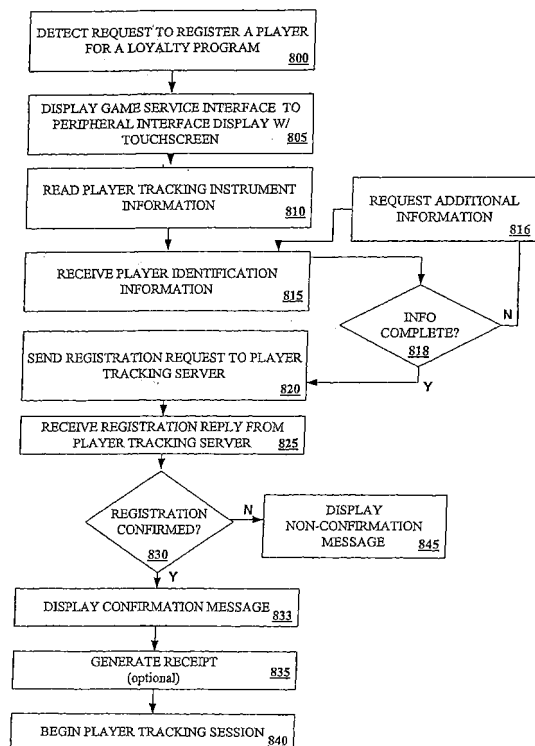 DETECT REQUEST TO REGISTER A PLAYER
FOR A LOYALTY PROGRAM
800
DISPLAY GAME SERVICE INTERFACE TO
PERIPHERAL INTERFACE DISPLAY W/
TOUCHSCREEN 805
READ PLAYER TRACKING INSTRUMENT
INFORMATION 810
REQUEST ADDITIONAL
INFORMATION 816
RECEIVE PLAYER IDENTIFICATION
INFORMATION 815
INFO
COMPLETE?
818
N
Y
SEND REGISTRATION REQUEST TO PLAYER
TRACKING SERVER 820
RECEIVE REGISTRATION REPLY FROM
PLAYER TRACKING SERVER 825
REGISTRATION
CONFIRMED?
830
N
Y
DISPLAY
NON-CONFIRMATION
MESSAGE 845
DISPLAY CONFIRMATION MESSAGE 833
GENERATE RECEIPT 835
(optional)
BEGIN PLAYER TRACKING SESSION 840